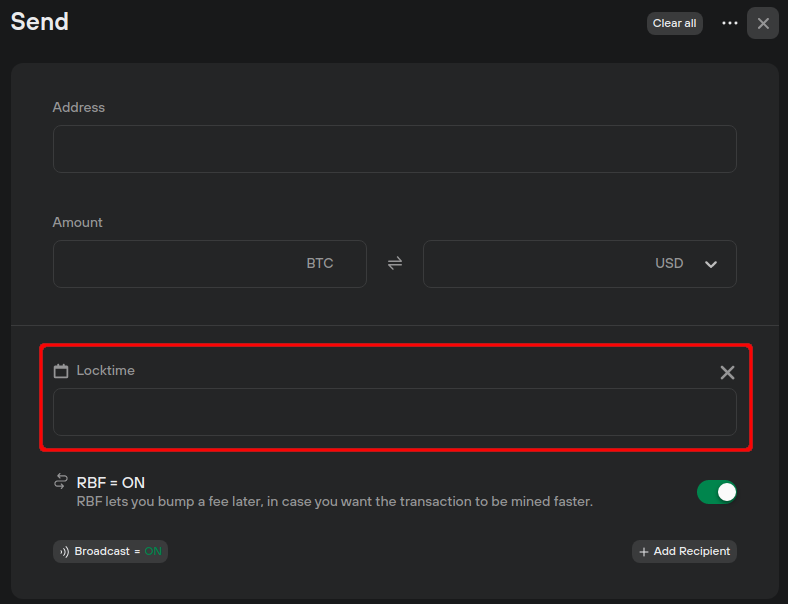 Send
Clear all
Address
Amount
BTC
USD
Locktime
RBF = ON
RBF lets you bump a fee later, in case you want the transaction to be mined faster.
Broadcast = ON
+ Add Recipient